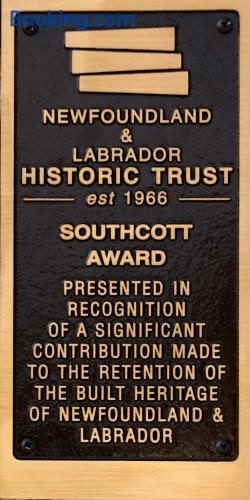 Booking.com
NEWFOUNDLAND
&
LABRADOR
HISTORIC TRUST
est 1966
SOUTHCOTT
AWARD
PRESENTED IN
RECOGNITION
OF A SIGNIFICANT
CONTRIBUTION MADE
TO THE RETENTION OF
THE BUILT HERITAGE
OF NEWFOUNDLAND &
LABRADOR